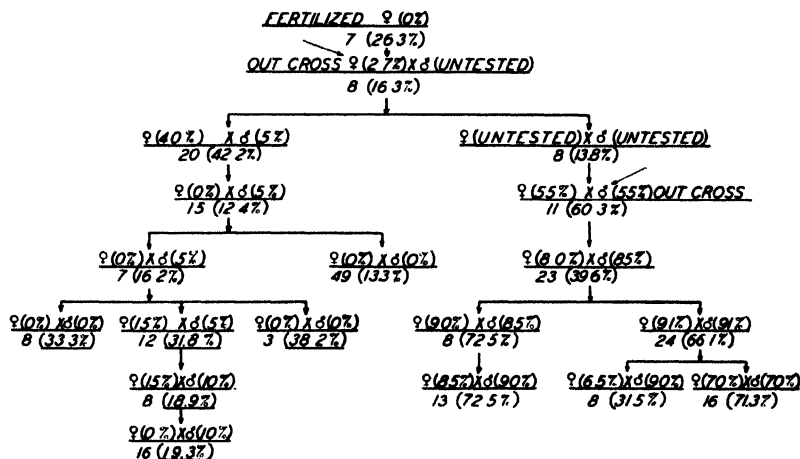 FERTILIZED ♀(0%)
7 (26.3%)
OUT CROSS ♀(2.7%)X♂(UNTESTED)
8 (16.3%)
♀(40%) X♂(5%) ♀(UNTESTED)X♂(UNTESTED)
20 (42.2%) 8 (13.8%)
♀(0%)X♂(5%) ♀(55%) X♂(55%)OUT CROSS
15 (12.4%) 11 (60.3%)
♀(0%)X♂(5%) ♀(0%)X♂(0%) ♀(80%)X♂(85%)
7 (16.2%) 49 (13.3%) 23 (39.6%)
♀(0%)X♂(0%) ♀(15%) X♂(5%) ♀(0%)X♂(0%) ♀(90%)X♂(85%) ♀(91%)X♂(91%)
8 (33.3%) 12 (31.8%) 3 (38.2%) 8 (72.5%) 24 (66.1%)
♀(15%)X♂(10%) ♀(85%)X♂(90%) ♀(65%)X♂(90%) ♀(70%)X♂(70%)
8 (18.9%) 13 (72.5%) 8 (31.5%) 16 (71.3%)
♀(0%)X♂(10%)
16 (19.3%)